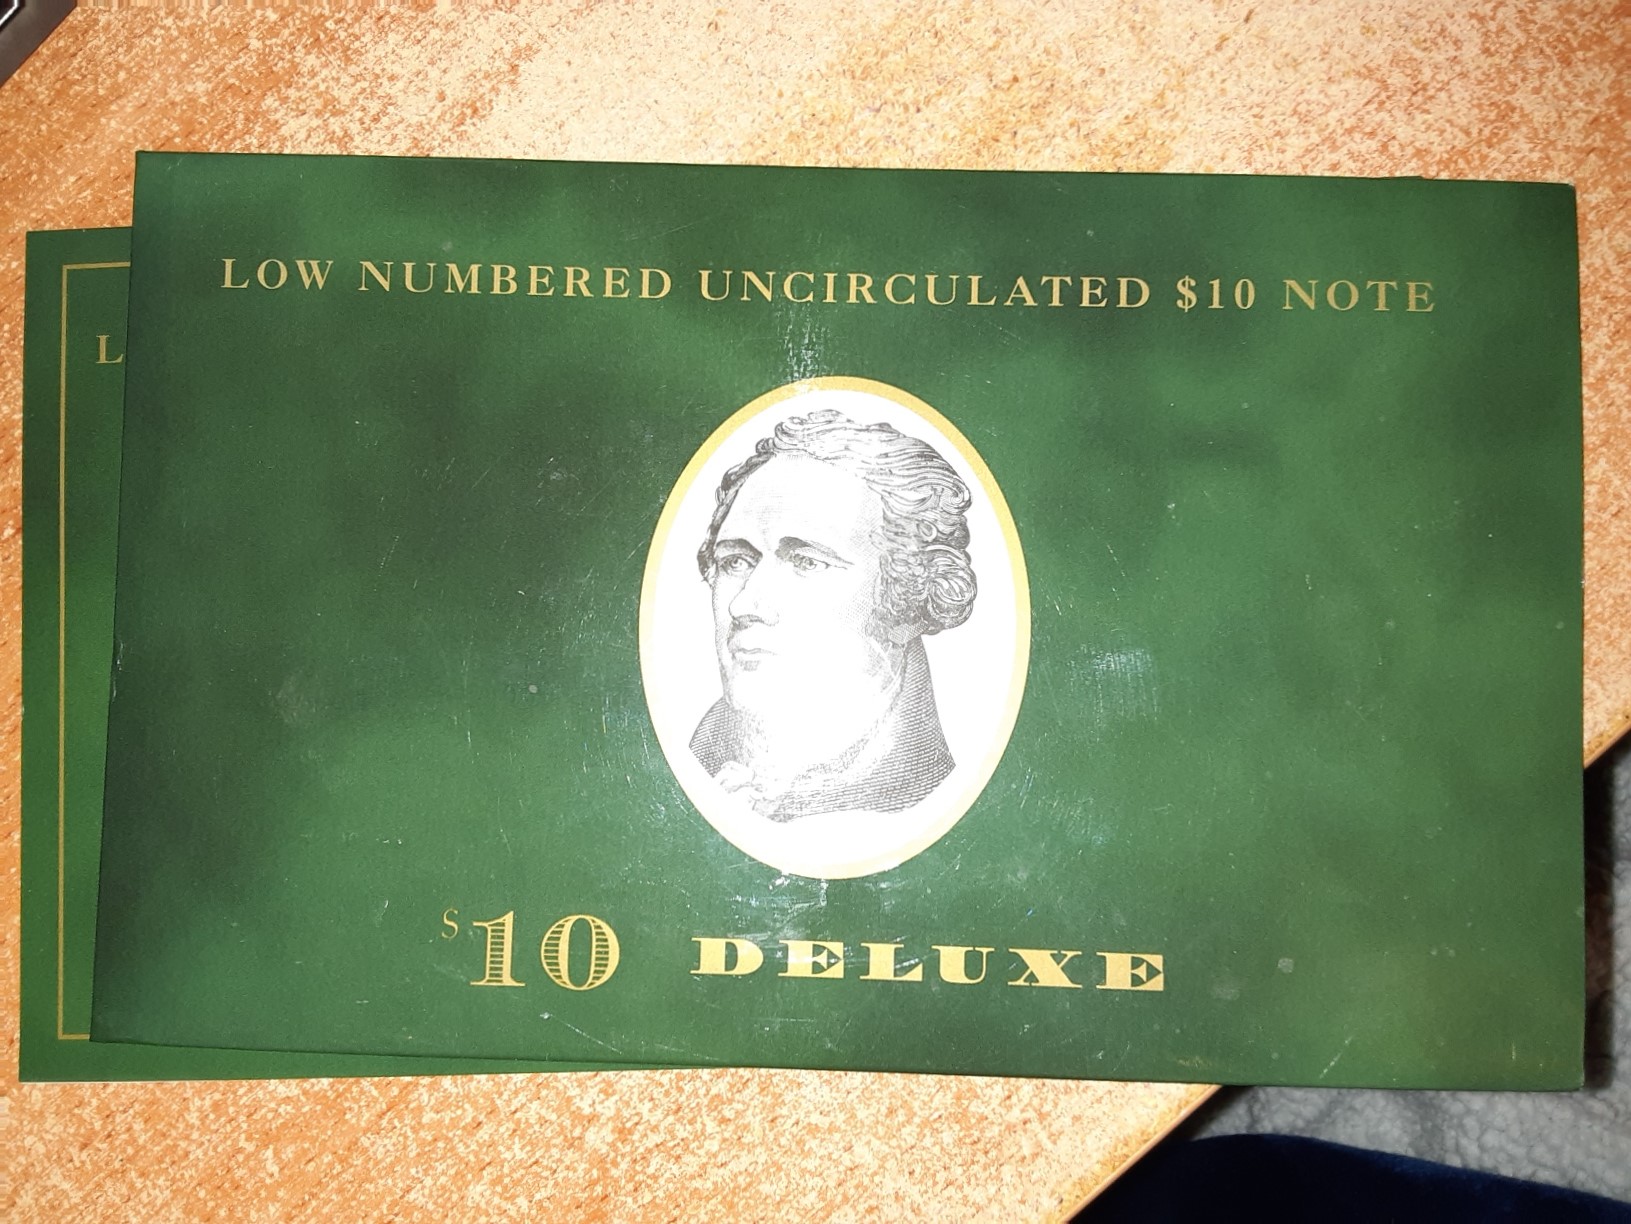 LOW NUMBERED UNCIRCULATED $10 NOTE
L
$10 DELUXE